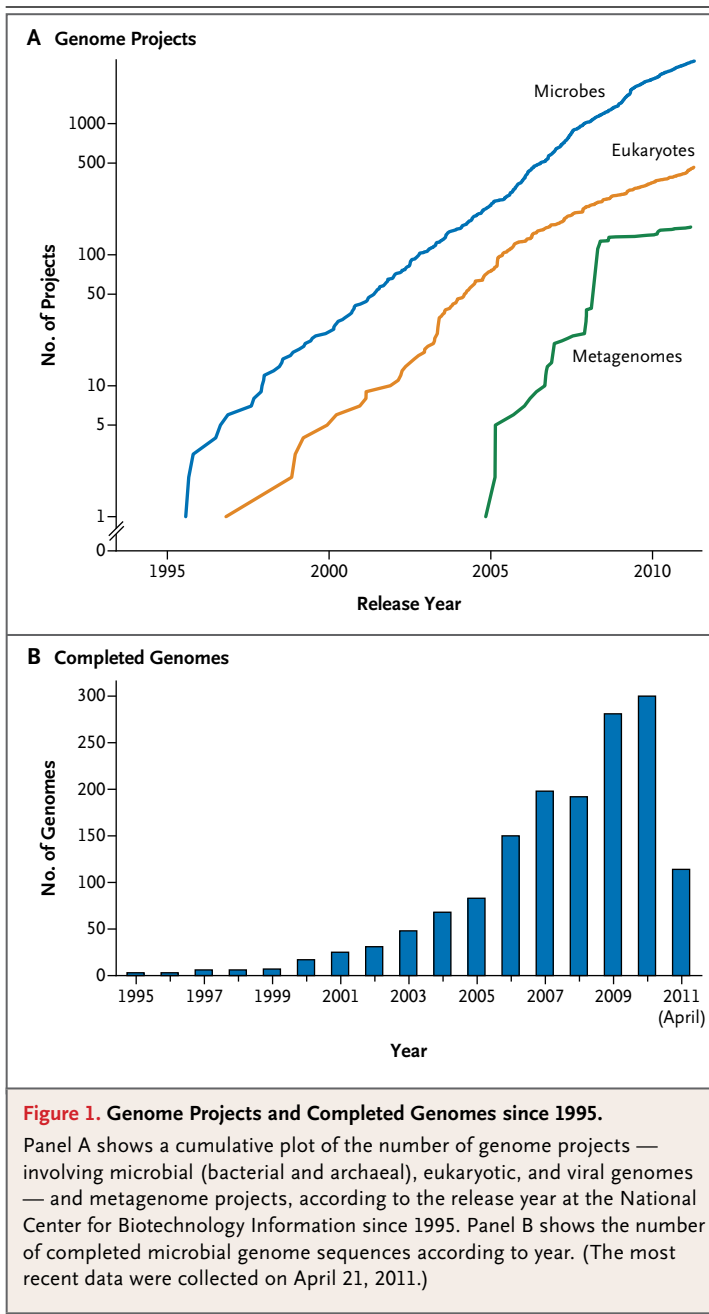 A Genome Projects
No. of Projects
1000
500
100
50
10
5
1
0
Microbes
Eukaryotes
Metagenomes
1995 2000 2005 2010
Release Year
B Completed Genomes
No. of Genomes
300
250
200
150
100
50
0
1995 1997 1999 2001 2003 2005 2007 2009 2011
(April)
Year
Figure 1. Genome Projects and Completed Genomes since 1995.
Panel A shows a cumulative plot of the number of genome projects —
involving microbial (bacterial and archaeal), eukaryotic, and viral genomes
— and metagenome projects, according to the release year at the National
Center for Biotechnology Information since 1995. Panel B shows the number
of completed microbial genome sequences according to year. (The most
recent data were collected on April 21, 2011.)